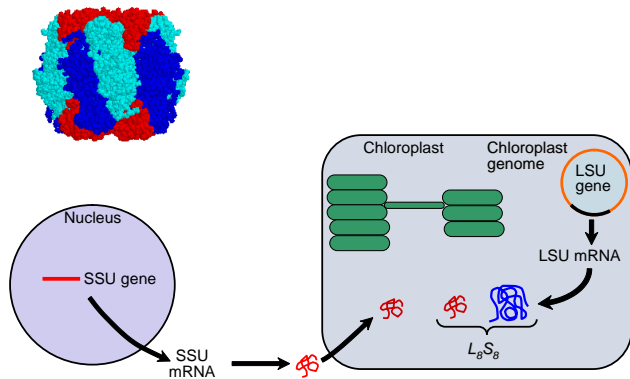 Chloroplast
Chloroplast
genome
LSU
gene
Nucleus
LSU mRNA
SSU gene
SSU
mRNA
L8S8